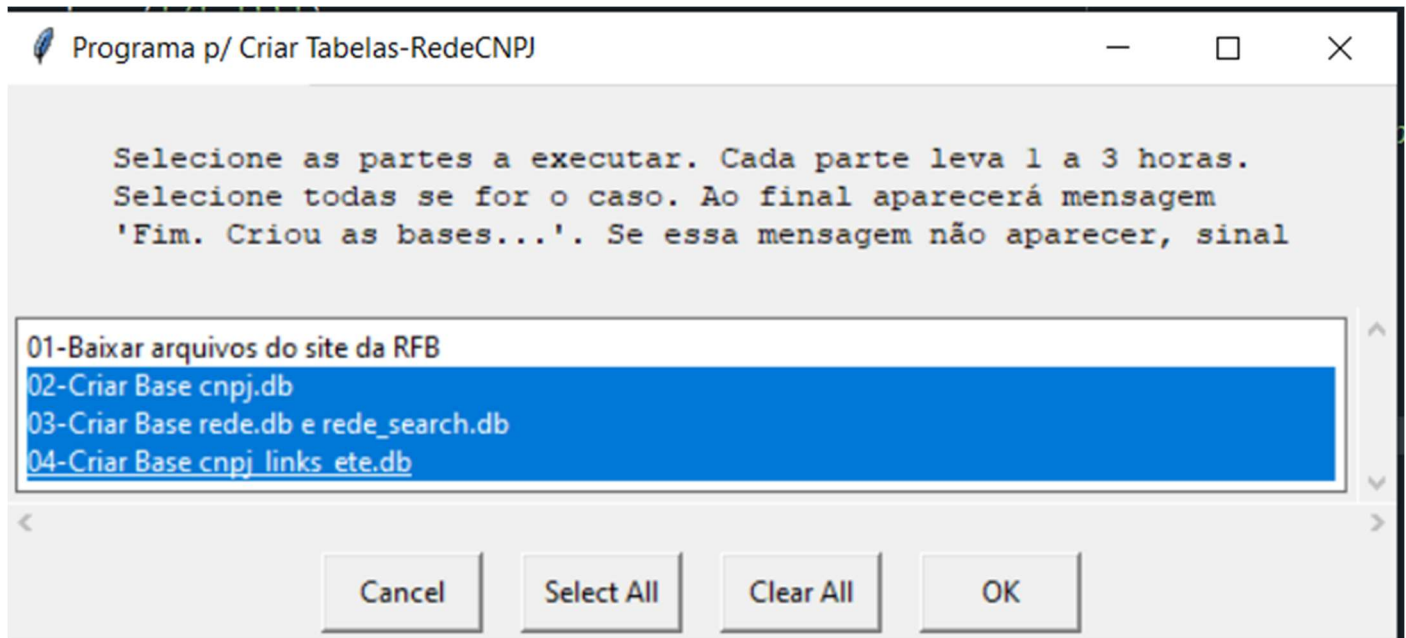 Programa p/ Criar Tabelas-RedeCNPJ
Selecione as partes a executar. Cada parte leva 1 a 3 horas.
Selecione todas se for o caso. Ao final aparecerá mensagem
'Fim. Criou as bases...'. Se essa mensagem não aparecer, sinal
01-Baixar arquivos do site da RFB
02-Criar Base cnpj.db
03-Criar Base rede.db e rede_search.db
04-Criar Base cnpj_links_ete.db
Cancel Select All Clear All OK